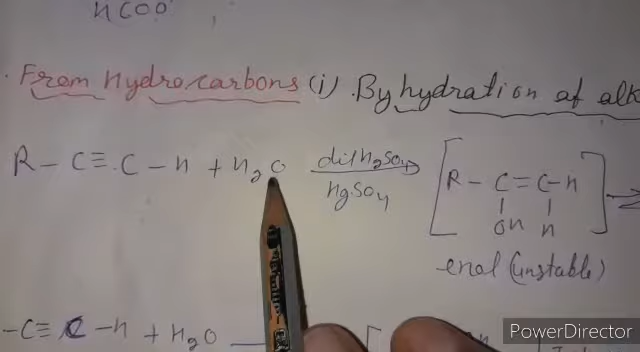 HCOO
From Hydrocarbons (i) By hydration of alk
R - C ≡ C - H + H2O dil H2SO4 HgSO4 [ R - C = C - H
OH H
enol (unstable)
- C ≡ C - H + H2O
PowerDirector